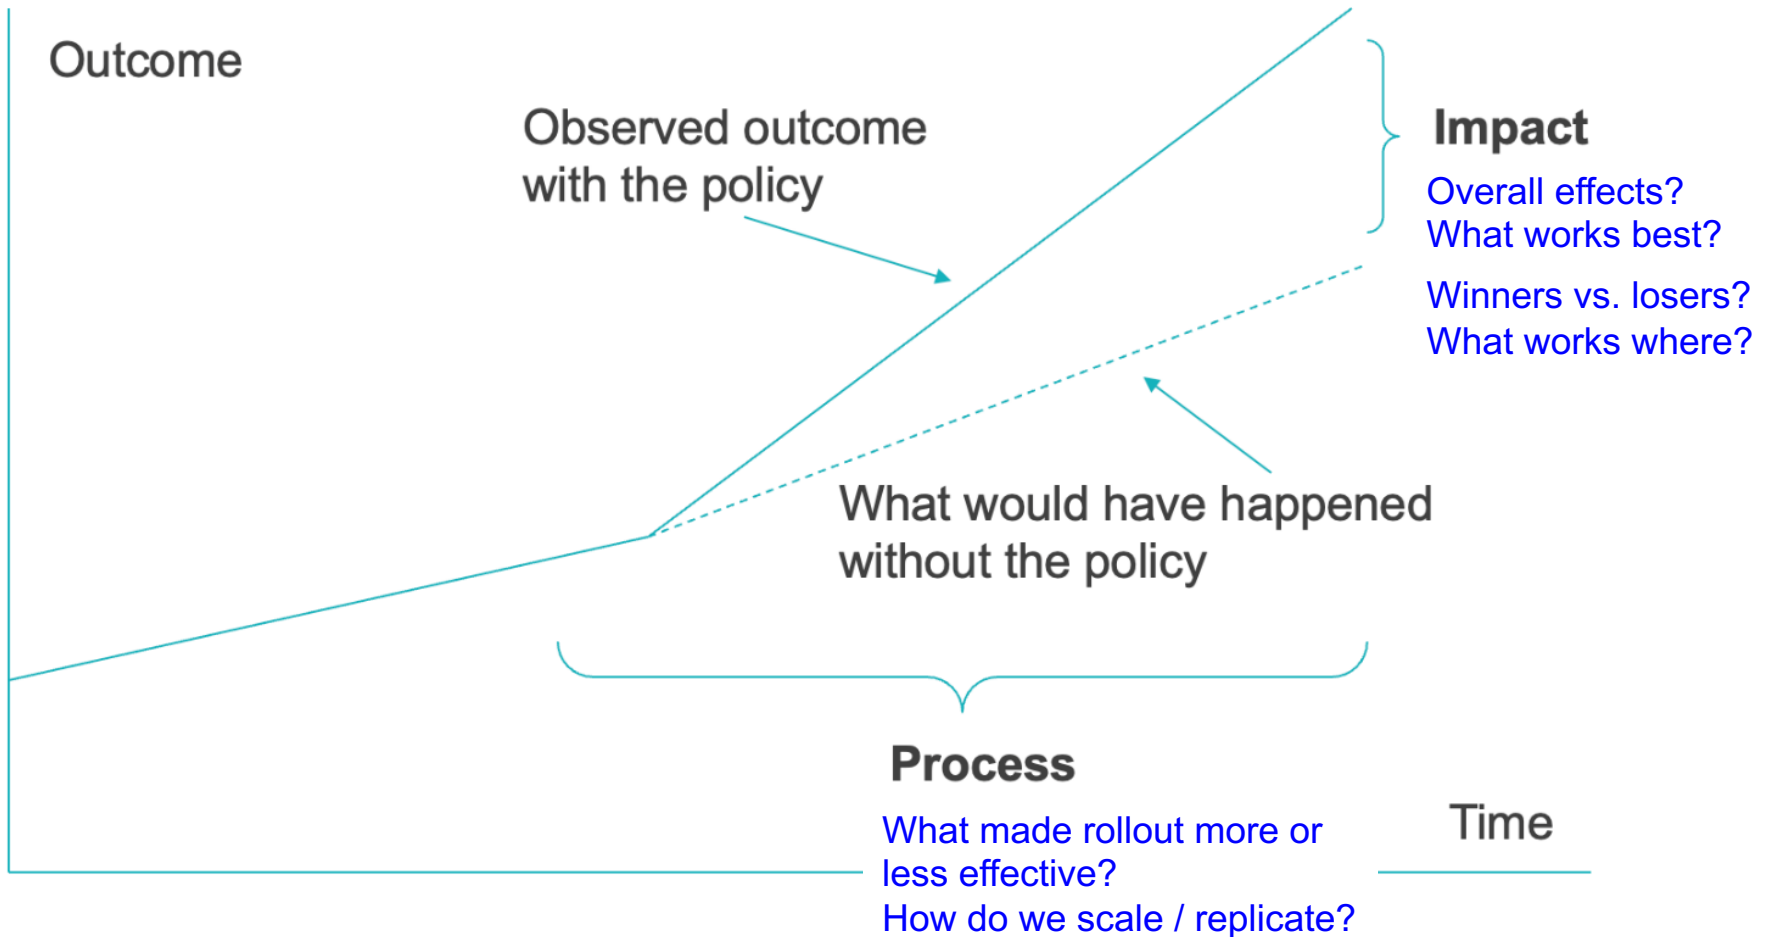 Outcome
Observed outcome
with the policy
Impact
Overall effects?
What works best?
Winners vs. losers?
What works where?
What would have happened
without the policy
Process
What made rollout more or
less effective?
How do we scale / replicate?
Time